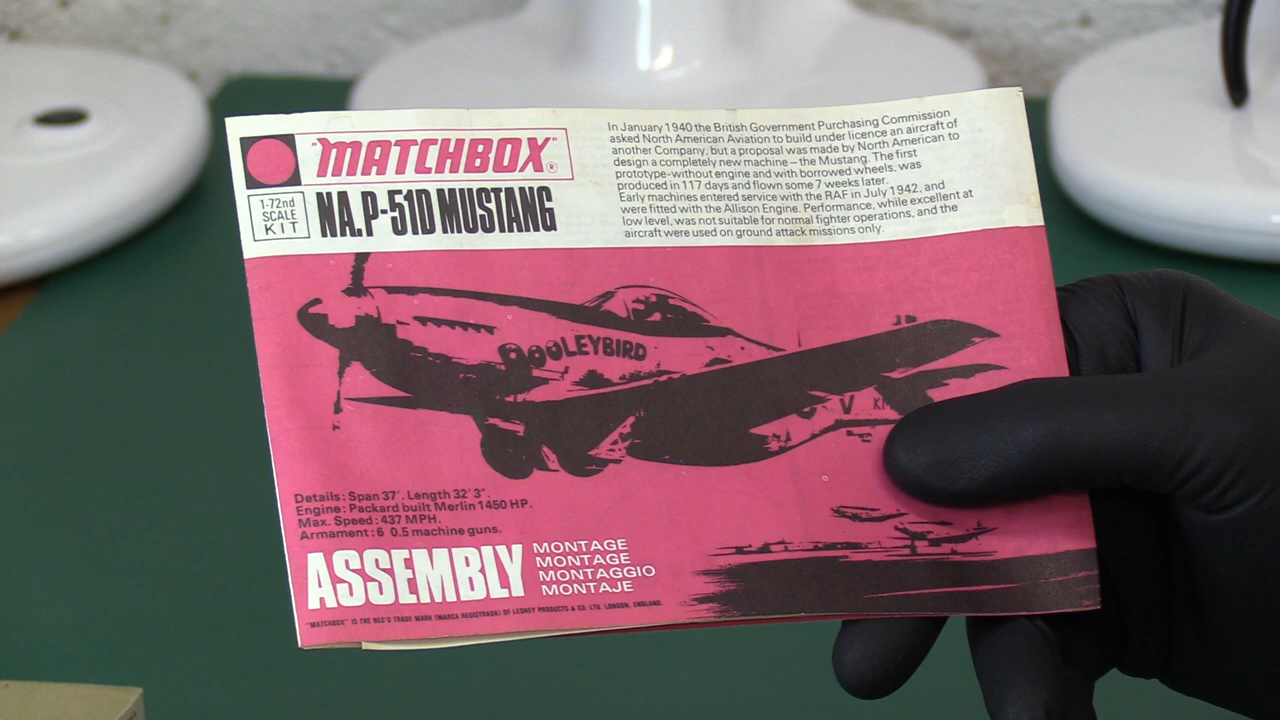 "MATCHBOX"®
1-72nd
SCALE
KIT
NA.P-51D MUSTANG
In January 1940 the British Government Purchasing Commission
asked North American Aviation to build under licence an aircraft of
another Company, but a proposal was made by North American to
design a completely new machine – the Mustang. The first
prototype-without engine and with borrowed wheels, was
produced in 117 days and flown some 7 weeks later.
Early machines entered service with the RAF in July 1942, and
were fitted with the Allison Engine. Performance, while excellent at
low level, was not suitable for normal fighter operations, and the
aircraft were used on ground attack missions only.
DOOLEYBIRD
V KM
Details: Span 37'. Length 32' 3".
Engine: Packard built Merlin 1450 HP.
Max. Speed: 437 MPH.
Armament: 6 0.5 machine guns.
ASSEMBLY
MONTAGE
MONTAGE
MONTAGGIO
MONTAJE
"MATCHBOX" IS THE REG'D TRADE MARK (MARCA REGISTRADA) OF LESNEY PRODUCTS & CO. LTD. LONDON, ENGLAND.